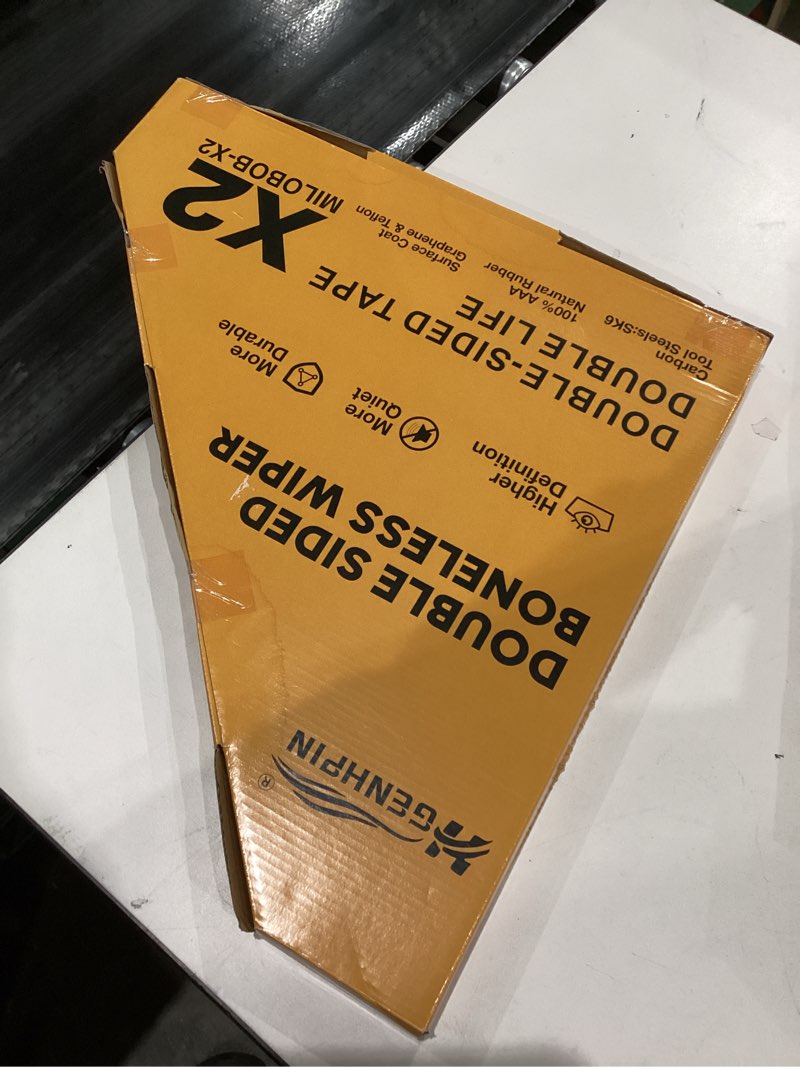 GENHPIN®
DOUBLE SIDED
BONELESS WIPER
Higher
Definition
More
Quiet
More
Durable
DOUBLE-SIDED TAPE
DOUBLE LIFE
X2
Carbon
Tool Steels:SK6
100% AAA
Natural Rubber
Surface Coat
Graphene & Teflon
MILOBOB-X2